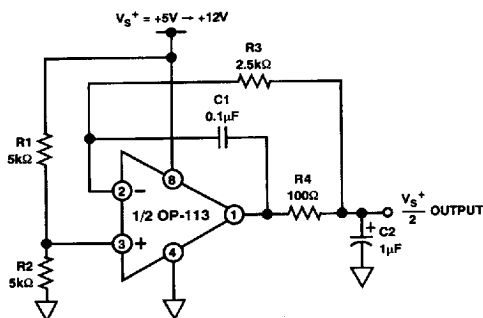 VS+ = +5V → +12V
R3
2.5kΩ
C1
0.1µF
R1
5kΩ
R4
100Ω
8
2 −
1/2 OP-113
1
3 +
4
VS+
2
OUTPUT
+
C2
1µF
R2
5kΩ